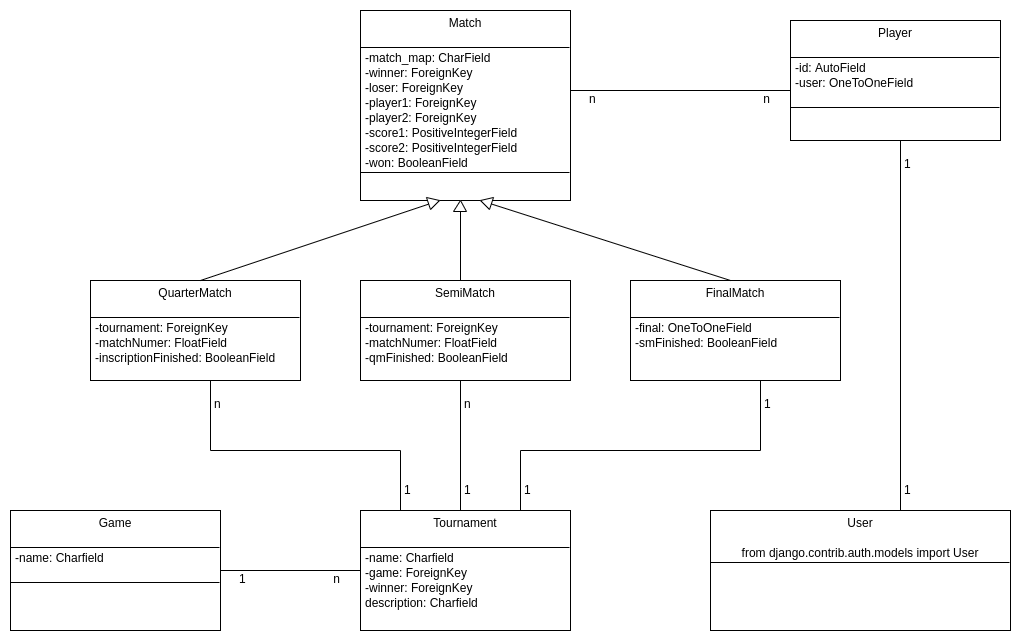 Match
-match_map: CharField
-winner: ForeignKey
-loser: ForeignKey
-player1: ForeignKey
-player2: ForeignKey
-score1: PositiveIntegerField
-score2: PositiveIntegerField
-won: BooleanField
n
n
Player
-id: AutoField
-user: OneToOneField
1
QuarterMatch
-tournament: ForeignKey
-matchNumer: FloatField
-inscriptionFinished: BooleanField
SemiMatch
-tournament: ForeignKey
-matchNumer: FloatField
-qmFinished: BooleanField
FinalMatch
-final: OneToOneField
-smFinished: BooleanField
n
n
1
1
1
1
1
Game
-name: Charfield
1
n
Tournament
-name: Charfield
-game: ForeignKey
-winner: ForeignKey
description: Charfield
User
from django.contrib.auth.models import User